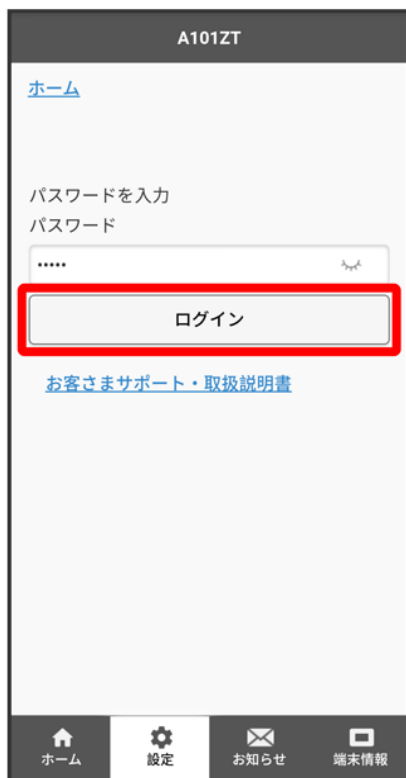 A101ZT
ホーム
パスワードを入力
パスワード
•••••
ログイン
お客さまサポート・取扱説明書
ホーム
設定
お知らせ
端末情報